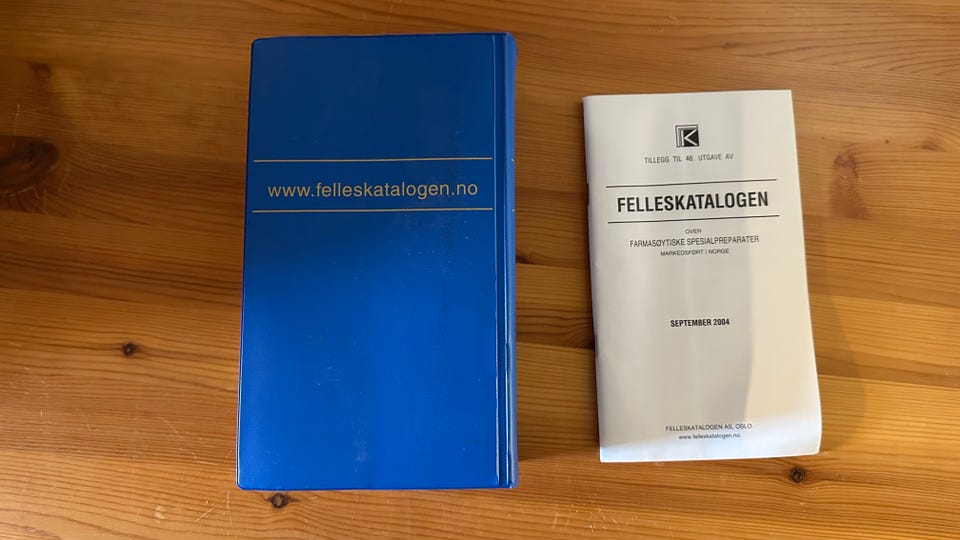 www.felleskatalogen.no
K
TILLEGG TIL 46. UTGAVE AV
FELLESKATALOGEN
OVER
FARMASØYTISKE SPESIALPREPARATER
MARKEDSFØRT I NORGE
SEPTEMBER 2004
FELLESKATALOGEN AS, OSLO
www.felleskatalogen.no